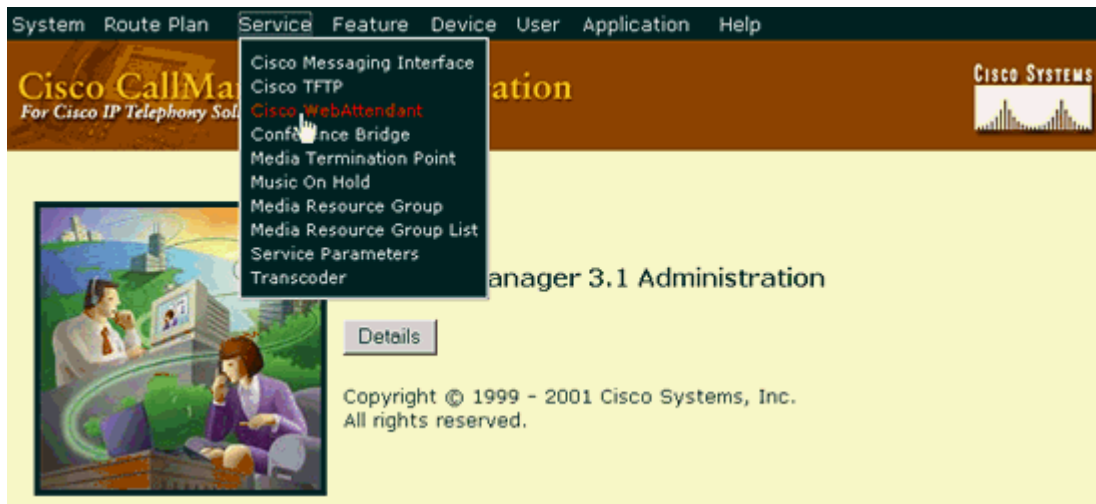 System Route Plan Service Feature Device User Application Help
Cisco CallMa ation
For Cisco IP Telephony Sol
CISCO SYSTEMS
Cisco Messaging Interface
Cisco TFTP
Cisco WebAttendant
Conference Bridge
Media Termination Point
Music On Hold
Media Resource Group
Media Resource Group List
Service Parameters
Transcoder
anager 3.1 Administration
Details
Copyright © 1999 - 2001 Cisco Systems, Inc.
All rights reserved.